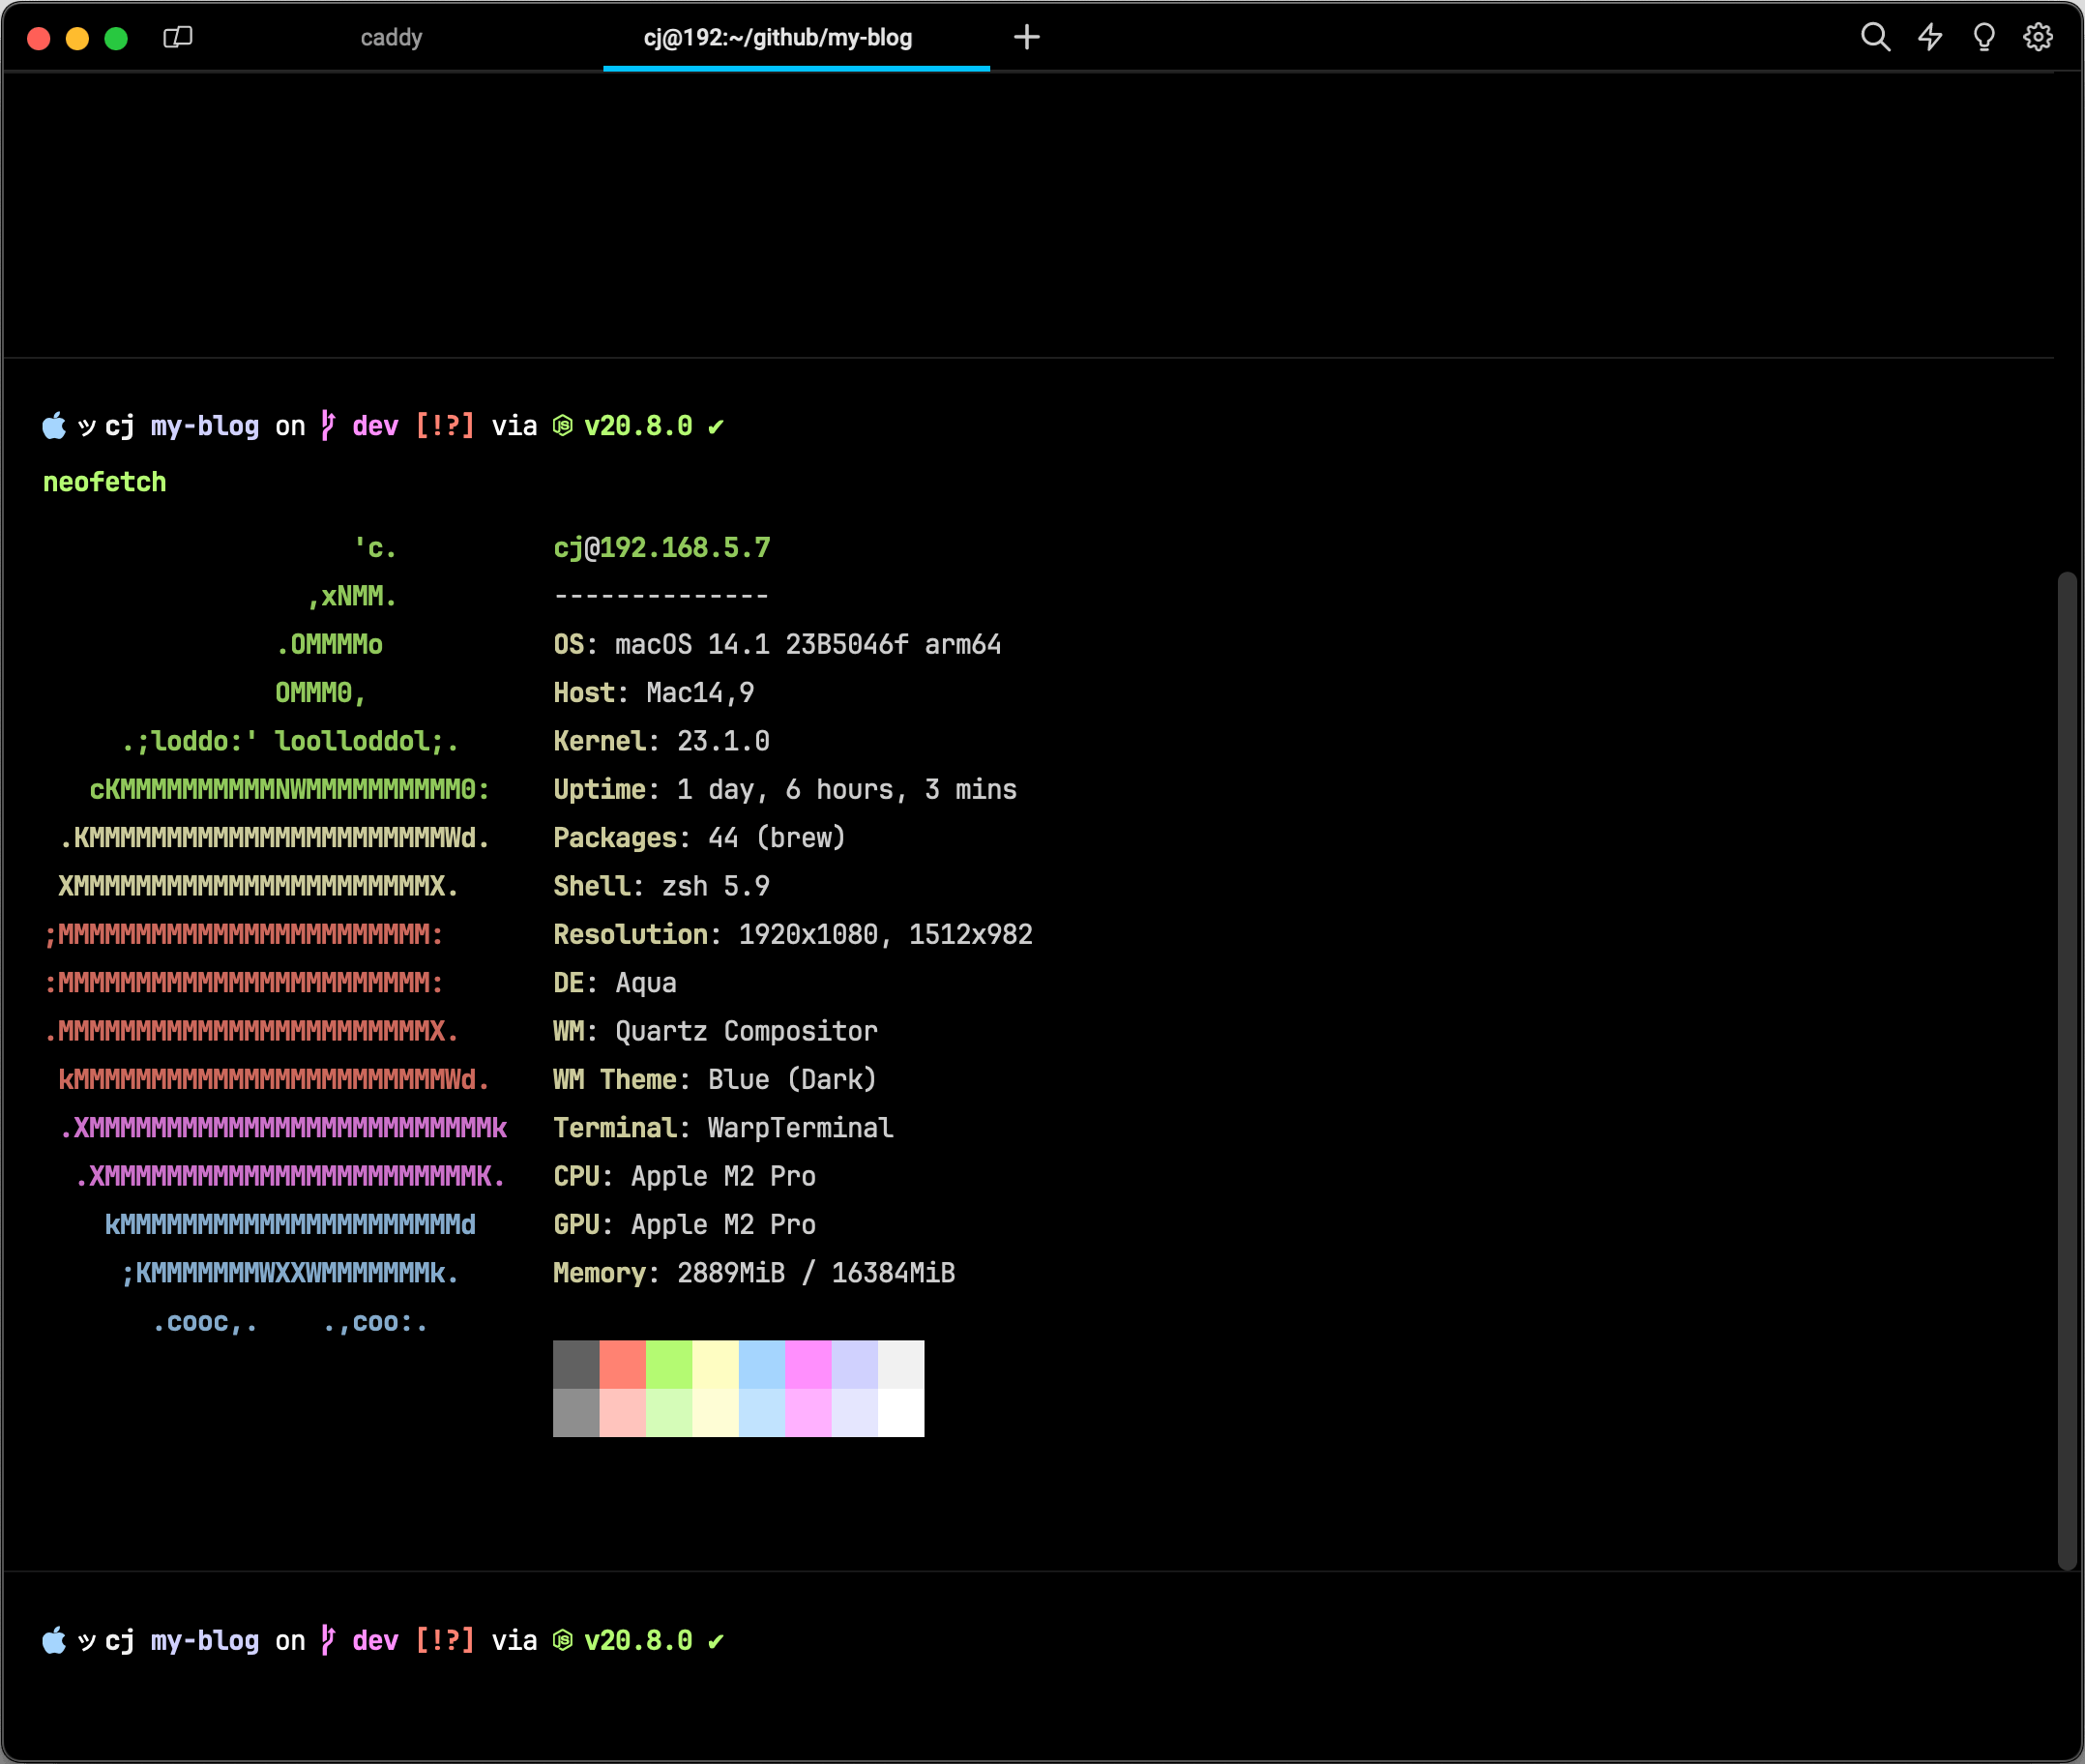 caddy
cj@192:~/github/my-blog
ッ cj my-blog on dev [!?] via v20.8.0 ✔
neofetch
'c. cj@192.168.5.7
,xNMM. --------------
.OMMMMo OS: macOS 14.1 23B5046f arm64
OMMM0, Host: Mac14,9
.;loddo:' loolloddol;. Kernel: 23.1.0
cKMMMMMMMMMMNWMMMMMMMMMM0: Uptime: 1 day, 6 hours, 3 mins
.KMMMMMMMMMMMMMMMMMMMMMMMWd. Packages: 44 (brew)
XMMMMMMMMMMMMMMMMMMMMMMMX. Shell: zsh 5.9
;MMMMMMMMMMMMMMMMMMMMMMMM: Resolution: 1920x1080, 1512x982
:MMMMMMMMMMMMMMMMMMMMMMMM: DE: Aqua
.MMMMMMMMMMMMMMMMMMMMMMMMX. WM: Quartz Compositor
kMMMMMMMMMMMMMMMMMMMMMMMMWd. WM Theme: Blue (Dark)
.XMMMMMMMMMMMMMMMMMMMMMMMMMMk Terminal: WarpTerminal
.XMMMMMMMMMMMMMMMMMMMMMMMMK. CPU: Apple M2 Pro
kMMMMMMMMMMMMMMMMMMMMMMd GPU: Apple M2 Pro
;KMMMMMMMWXXWMMMMMMMk. Memory: 2889MiB / 16384MiB
.cooc,. .,coo:.
ッ cj my-blog on dev [!?] via v20.8.0 ✔